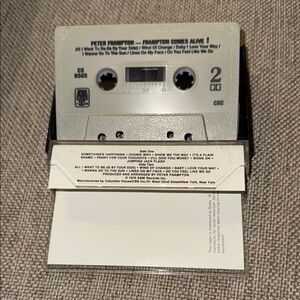 PETER FRAMPTON — FRAMPTON COMES ALIVE !
All I Want To Be (Is By Your Side) / Wind Of Change / Baby I Love Your Way /
I Wanna Go To The Sun / Lines On My Face / Do You Feel Like We Do
CS
6505
2
CRC
Side One
SOMETHING'S HAPPENING • DOOBIE WAH • SHOW ME THE WAY • IT'S A PLAIN
SHAME • PENNY FOR YOUR THOUGHTS • (I'LL GIVE YOU) MONEY • SHINE ON •
JUMPING JACK FLASH
Side Two
ALL I WANT TO BE (IS BY YOUR SIDE) • WIND OF CHANGE • BABY I LOVE YOUR WAY •
I WANNA GO TO THE SUN • LINES ON MY FACE • DO YOU FEEL LIKE WE DO
PRODUCED AND ARRANGED BY PETER FRAMPTON
© 1976 A&M Records Inc.
Manufactured by Columbia House/CBS Inc./51 West 52nd Street/New York, New York